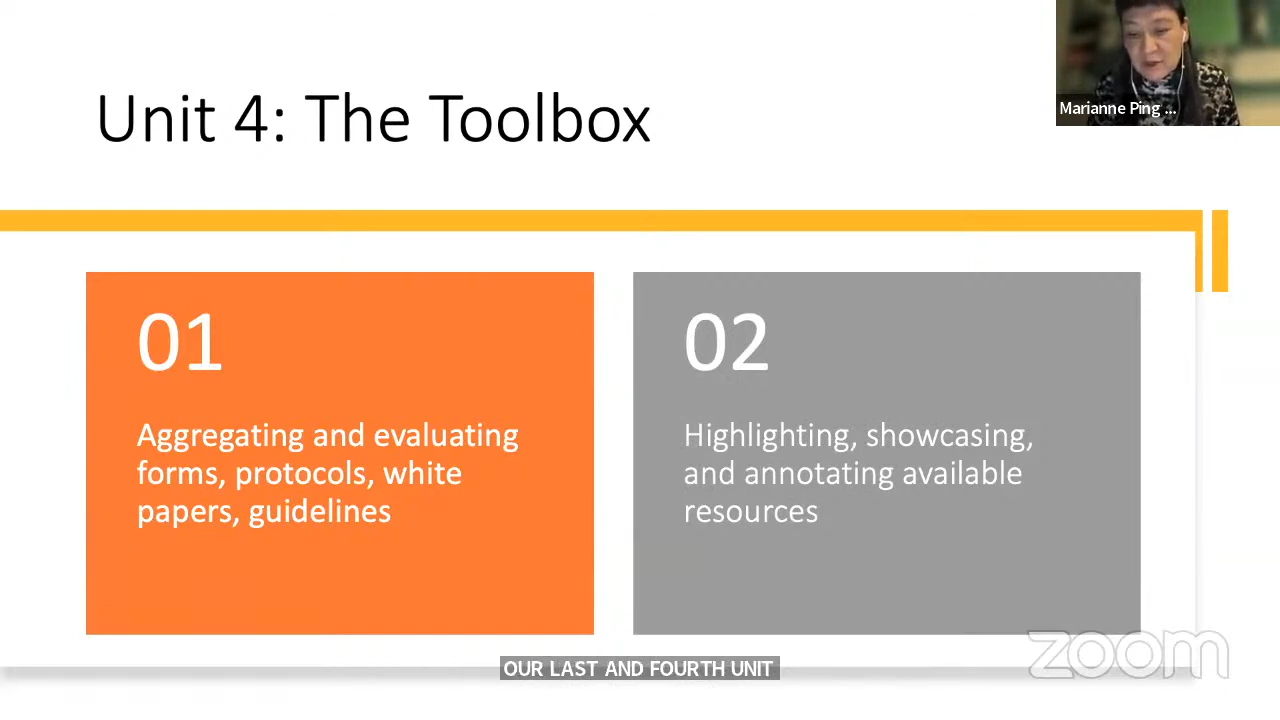 Unit 4: The Toolbox
Marianne Ping ...
01
Aggregating and evaluating
forms, protocols, white
papers, guidelines
02
Highlighting, showcasing,
and annotating available
resources
zoom
OUR LAST AND FOURTH UNIT